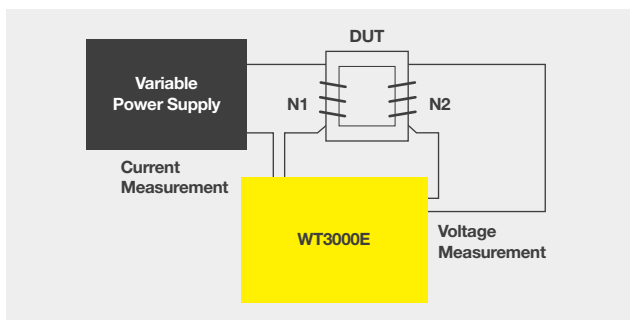 DUT
Variable
Power Supply
N1
N2
Current
Measurement
WT3000E
Voltage
Measurement